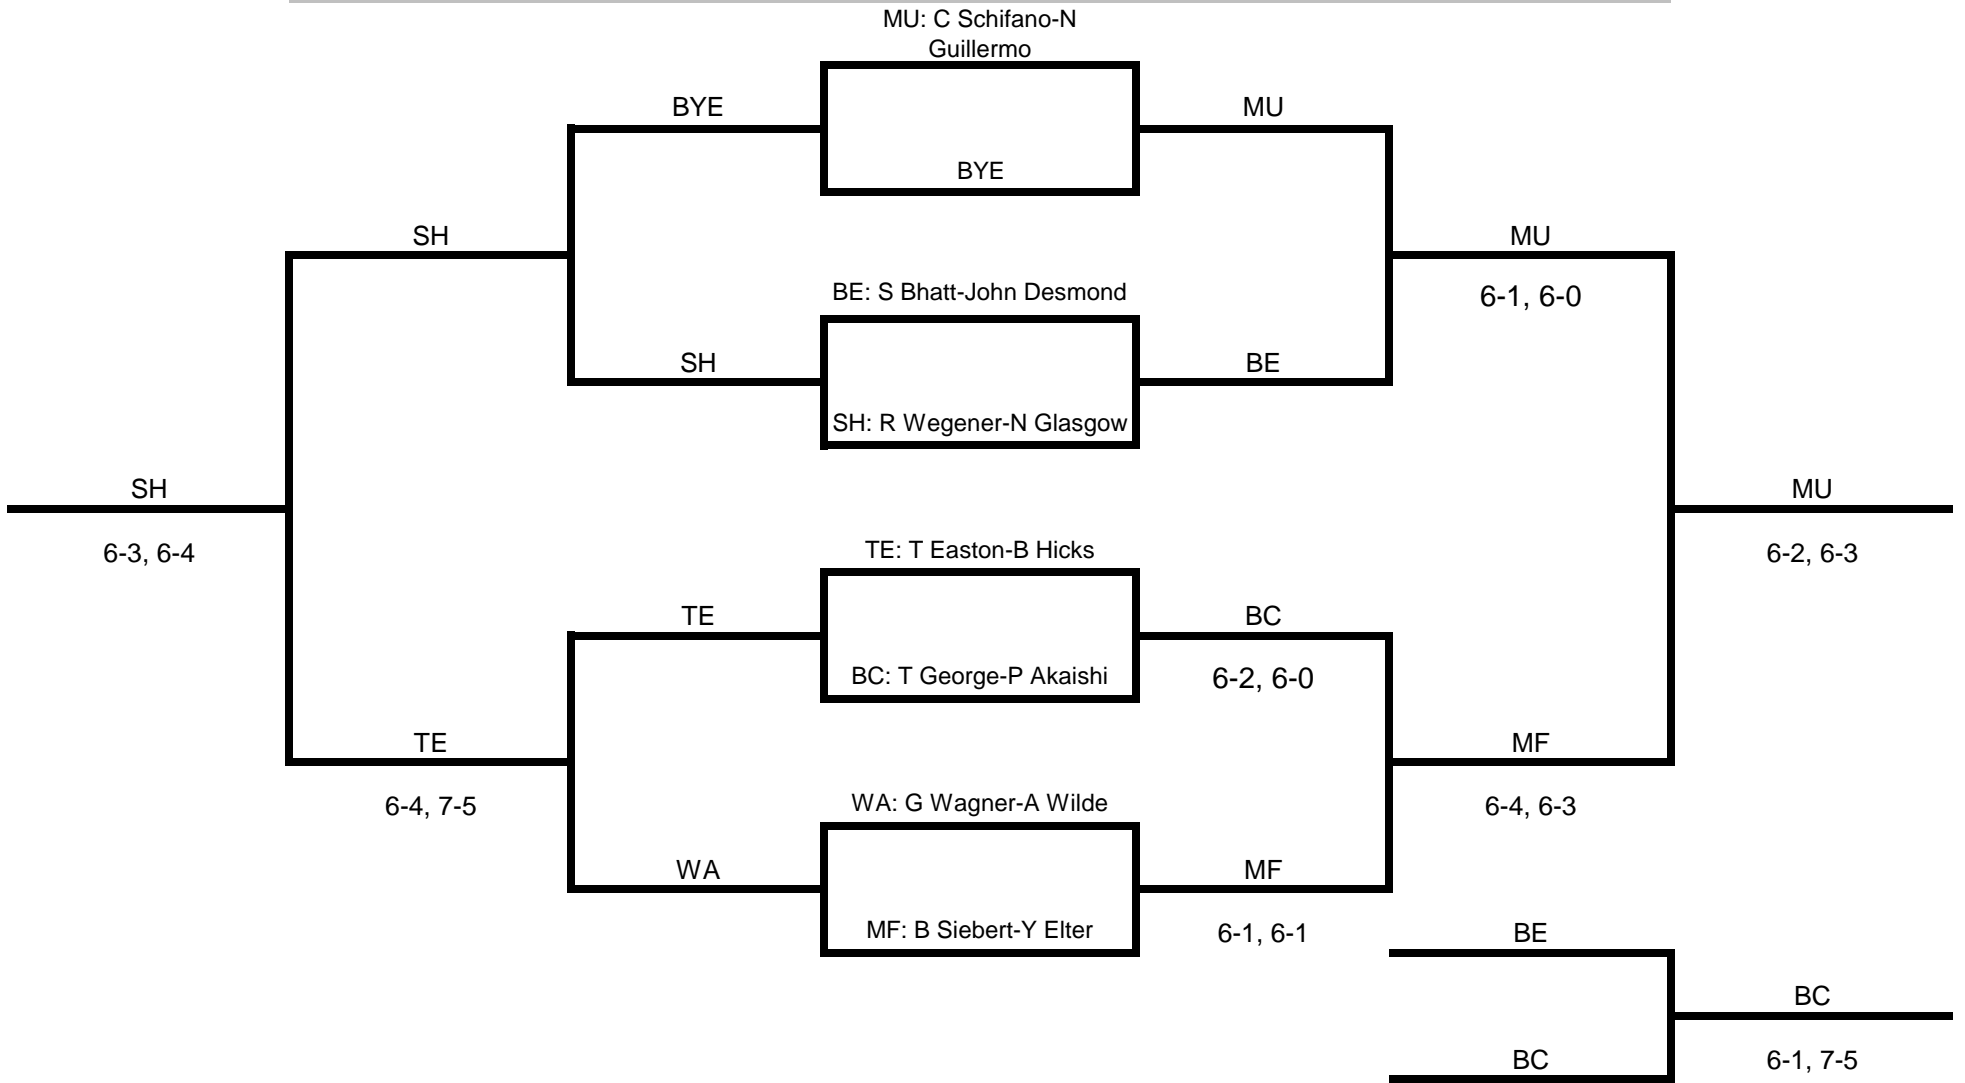 MU: C Schifano-N
Guillermo
BYE
MU
BYE
SH
MU
BE: S Bhatt-John Desmond
6-1, 6-0
SH
BE
SH: R Wegener-N Glasgow
SH
MU
6-3, 6-4
TE: T Easton-B Hicks
6-2, 6-3
TE
BC
BC: T George-P Akaishi
6-2, 6-0
TE
MF
6-4, 7-5
WA: G Wagner-A Wilde
6-4, 6-3
WA
MF
MF: B Siebert-Y Elter
6-1, 6-1
BE
BC
BC
6-1, 7-5